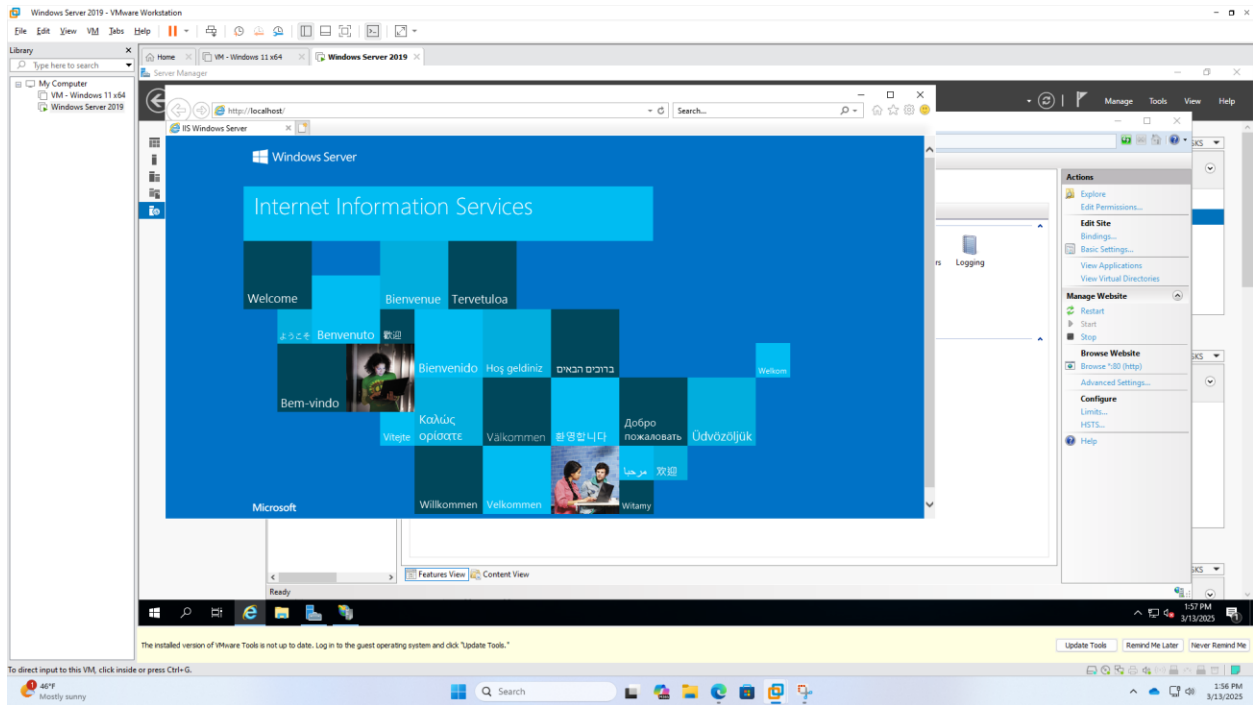 Windows Server 2019 - VMware Workstation
File Edit View VM Tabs Help
Library
Type here to search
My Computer
VM - Windows 11 x64
Windows Server 2019
Home
VM - Windows 11 x64
Windows Server 2019
Server Manager
Manage Tools View Help
http://localhost/
Search...
IIS Windows Server
Windows Server
Internet Information Services
Welcome
Bienvenue
Tervetuloa
ようこそ
Benvenuto
歡迎
Bienvenido
Hoş geldiniz
ברוכים הבאים
Welkom
Bem-vindo
Vítejte
Καλώς
ορίσατε
Välkommen
환영합니다
Добро
пожаловать
Üdvözöljük
Willkommen
Velkommen
مرحبا
欢迎
Witamy
Microsoft
Logging
Actions
Explore
Edit Permissions...
Edit Site
Bindings...
Basic Settings...
View Applications
View Virtual Directories
Manage Website
Restart
Start
Stop
Browse Website
Browse *:80 (http)
Advanced Settings...
Configure
Limits...
HSTS...
Help
Features View
Content View
Ready
1:57 PM
3/13/2025
The installed version of VMware Tools is not up to date. Log in to the guest operating system and click "Update Tools."
Update Tools
Remind Me Later
Never Remind Me
To direct input to this VM, click inside or press Ctrl+G.
46°F
Mostly sunny
Search
1:56 PM
3/13/2025